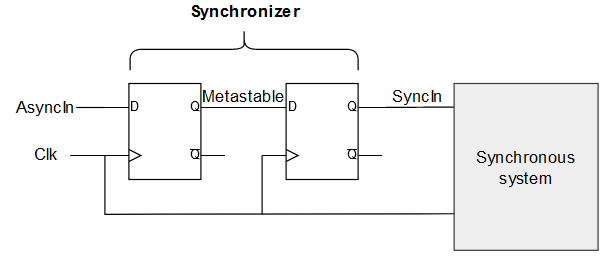 Synchronizer
AsyncIn
D
Q
Metastable
D
Q
SyncIn
Clk
Q̅
Q̅
Synchronous
system